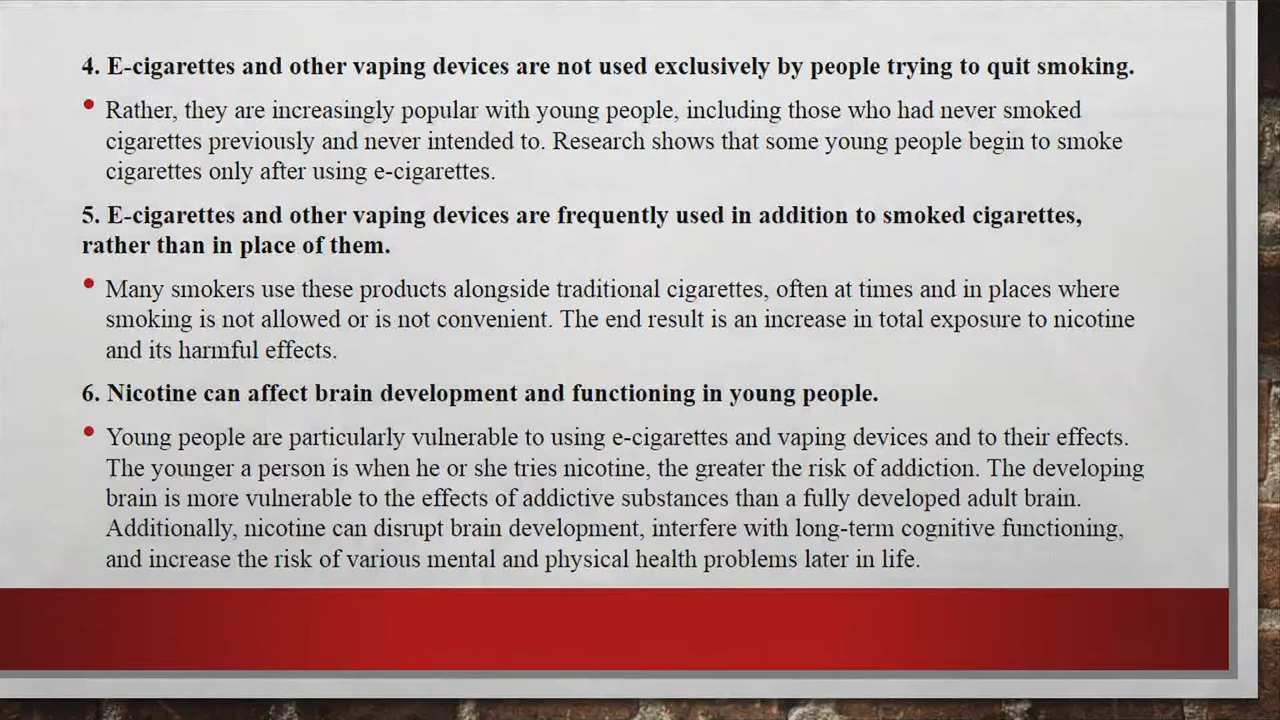 4. E-cigarettes and other vaping devices are not used exclusively by people trying to quit smoking.
• Rather, they are increasingly popular with young people, including those who had never smoked
cigarettes previously and never intended to. Research shows that some young people begin to smoke
cigarettes only after using e-cigarettes.
5. E-cigarettes and other vaping devices are frequently used in addition to smoked cigarettes,
rather than in place of them.
• Many smokers use these products alongside traditional cigarettes, often at times and in places where
smoking is not allowed or is not convenient. The end result is an increase in total exposure to nicotine
and its harmful effects.
6. Nicotine can affect brain development and functioning in young people.
• Young people are particularly vulnerable to using e-cigarettes and vaping devices and to their effects.
The younger a person is when he or she tries nicotine, the greater the risk of addiction. The developing
brain is more vulnerable to the effects of addictive substances than a fully developed adult brain.
Additionally, nicotine can disrupt brain development, interfere with long-term cognitive functioning,
and increase the risk of various mental and physical health problems later in life.